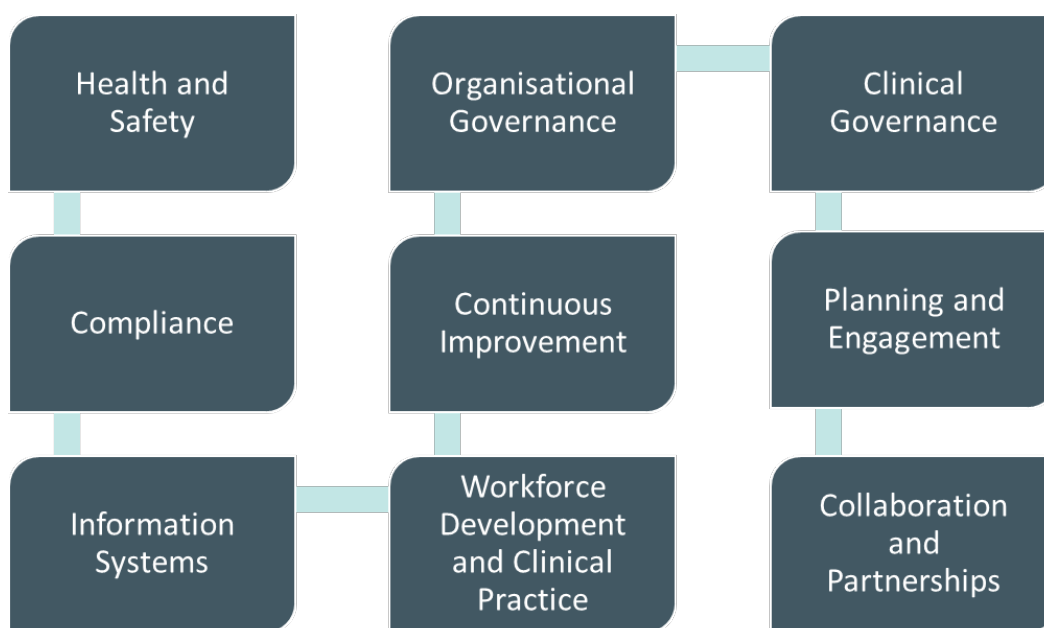 Health and
Safety
Organisational
Governance
Clinical
Governance
Compliance
Continuous
Improvement
Planning and
Engagement
Information
Systems
Workforce
Development
and Clinical
Practice
Collaboration
and
Partnerships